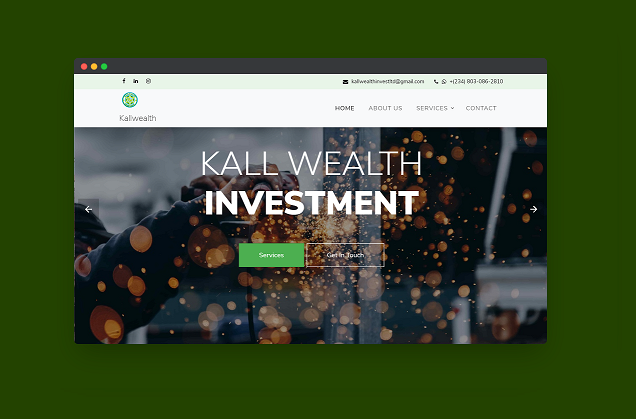 kallwealthinvestltd@gmail.com +(234) 803-086-2810
Kallwealth
HOME ABOUT US SERVICES CONTACT
KALL WEALTH
INVESTMENT
Services Get In Touch